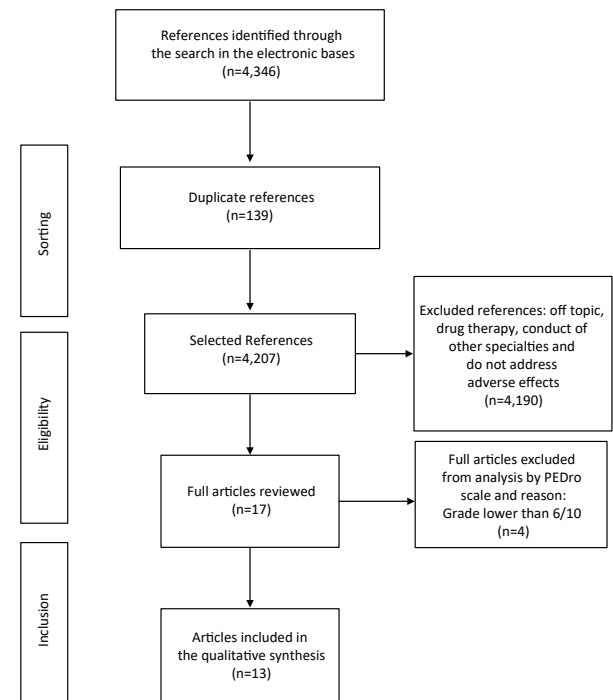 References identified through
the search in the electronic bases
(n=4,346)
Sorting
Duplicate references
(n=139)
Selected References
(n=4,207)
Excluded references: off topic,
drug therapy, conduct of
other specialties and
do not address
adverse effects
(n=4,190)
Eligibility
Full articles reviewed
(n=17)
Full articles excluded
from analysis by PEDro
scale and reason:
Grade lower than 6/10
(n=4)
Inclusion
Articles included in
the qualitative synthesis
(n=13)